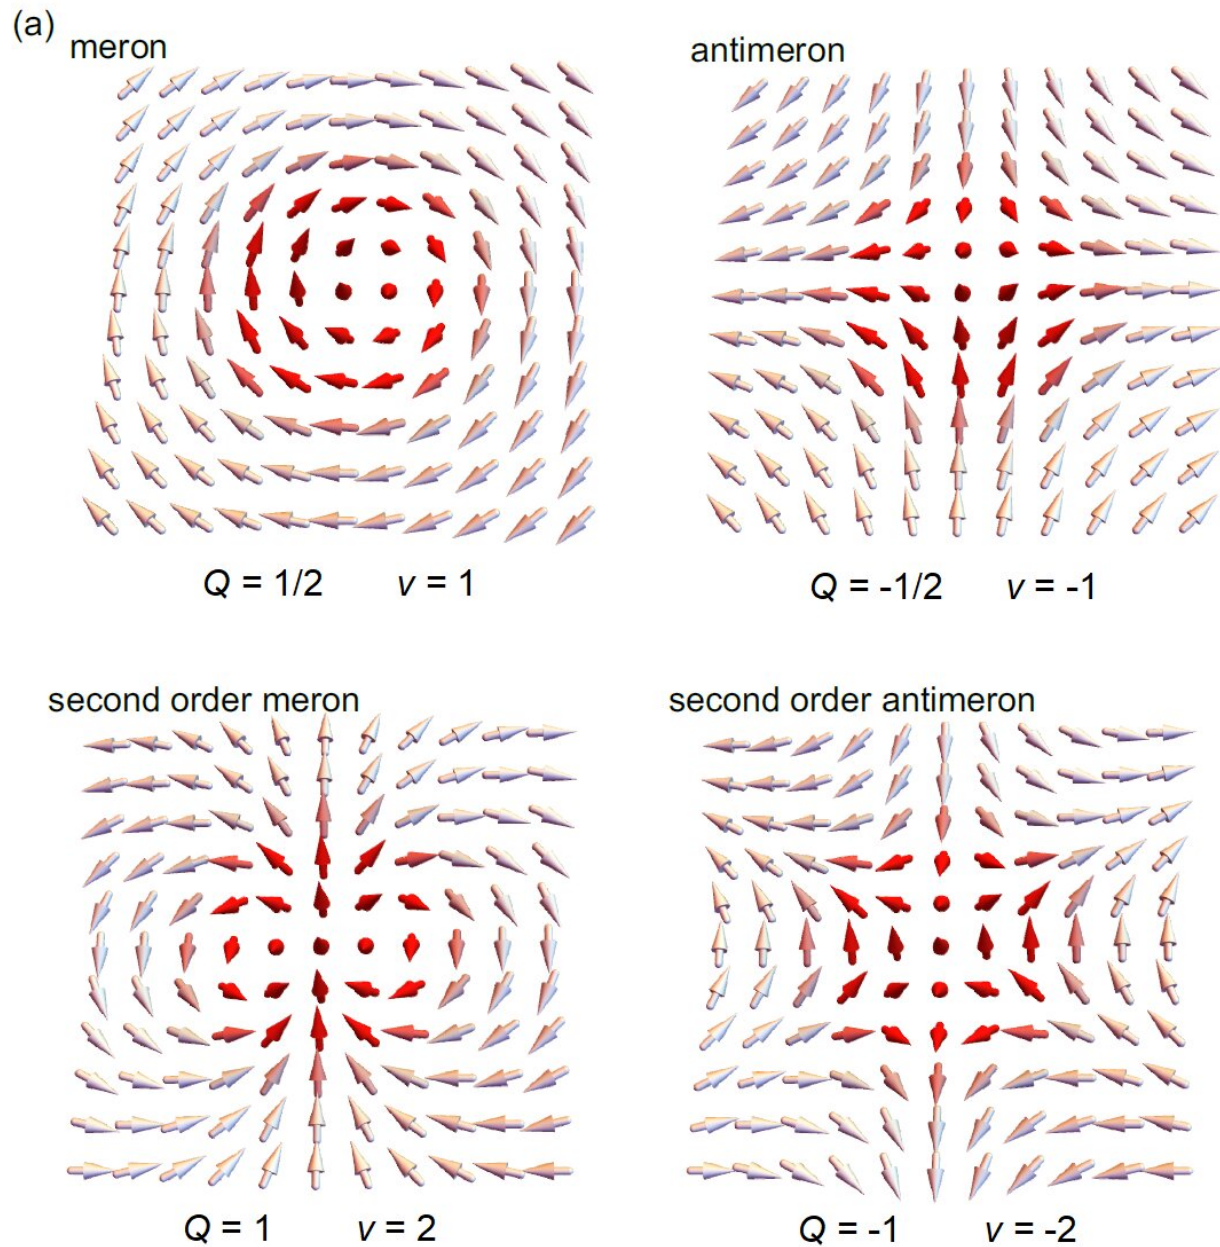 (a)
meron
antimeron
Q = 1/2 v = 1
Q = -1/2 v = -1
second order meron
second order antimeron
Q = 1 v = 2
Q = -1 v = -2